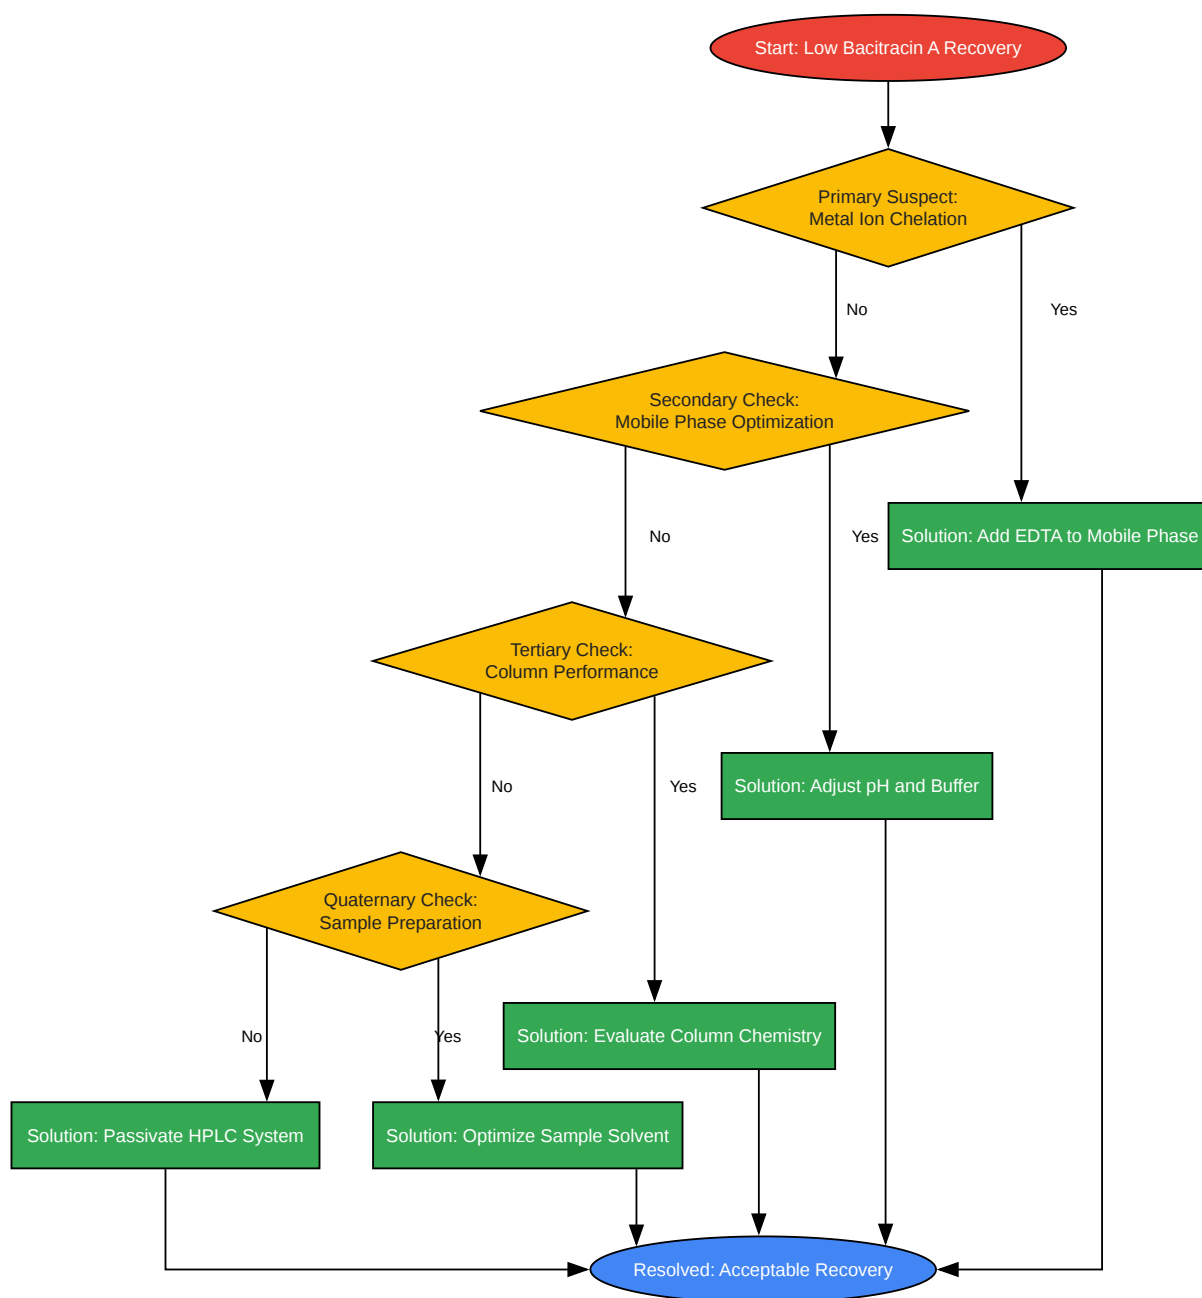 Start: Low Bacitracin A Recovery
Primary Suspect:
Metal Ion Chelation
No
Yes
Secondary Check:
Mobile Phase Optimization
No
Yes
Solution: Add EDTA to Mobile Phase
Tertiary Check:
Column Performance
No
Yes
Solution: Adjust pH and Buffer
Quaternary Check:
Sample Preparation
No
Yes
Solution: Evaluate Column Chemistry
Solution: Passivate HPLC System
Solution: Optimize Sample Solvent
Resolved: Acceptable Recovery